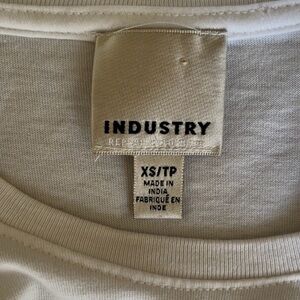 INDUSTRY
XS/TP
MADE IN
INDIA
FABRIQUÉ EN
INDE